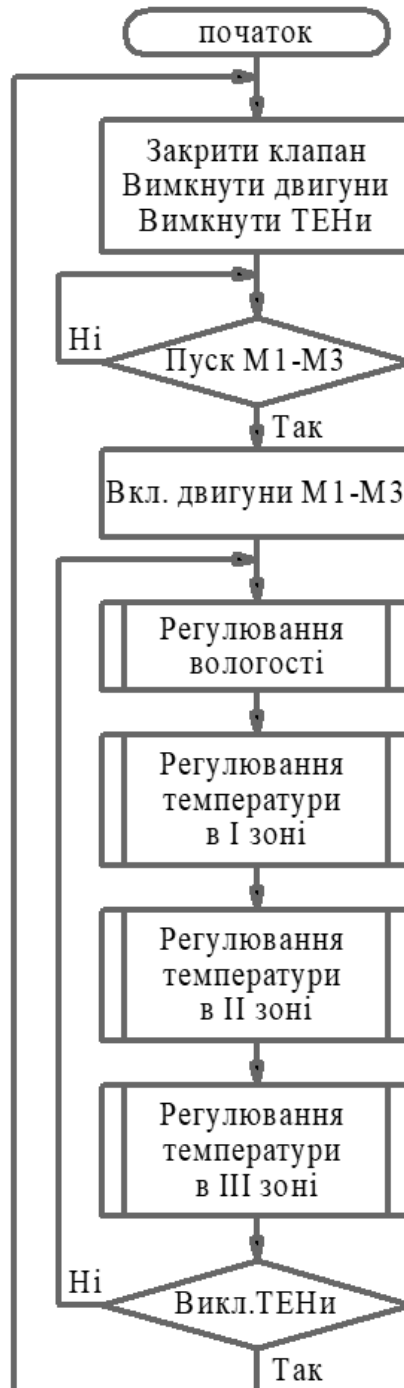 початок
Закрити клапан
Вимкнути двигуни
Вимкнути ТЕНи
Ні
Пуск М1-М3
Так
Вкл. двигуни М1-М3
Регулювання
вологості
Регулювання
температури
в I зоні
Регулювання
температури
в II зоні
Регулювання
температури
в III зоні
Ні
Викл.ТЕНи
Так